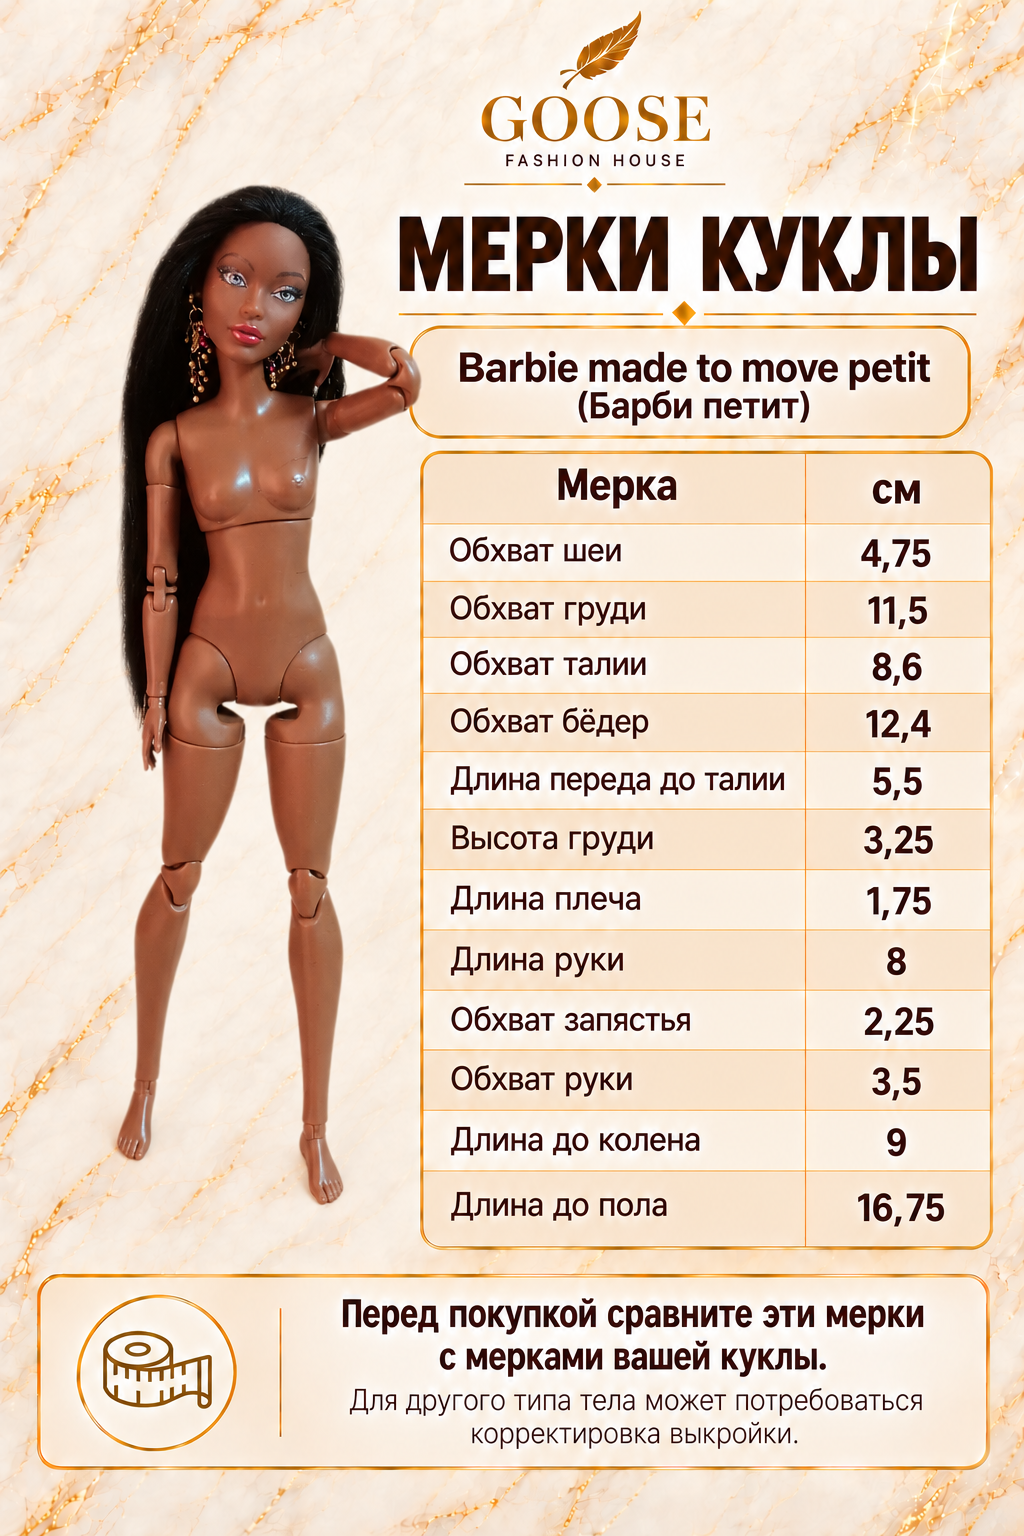 GOOSE
FASHION HOUSE
МЕРКИ КУКЛЫ
Barbie made to move petit
(Барби петит)
Мерка см
Обхват шеи 4,75
Обхват груди 11,5
Обхват талии 8,6
Обхват бёдер 12,4
Длина переда до талии 5,5
Высота груди 3,25
Длина плеча 1,75
Длина руки 8
Обхват запястья 2,25
Обхват руки 3,5
Длина до колена 9
Длина до пола 16,75
Перед покупкой сравните эти мерки
с мерками вашей куклы.
Для другого типа тела может потребоваться
корректировка выкройки.